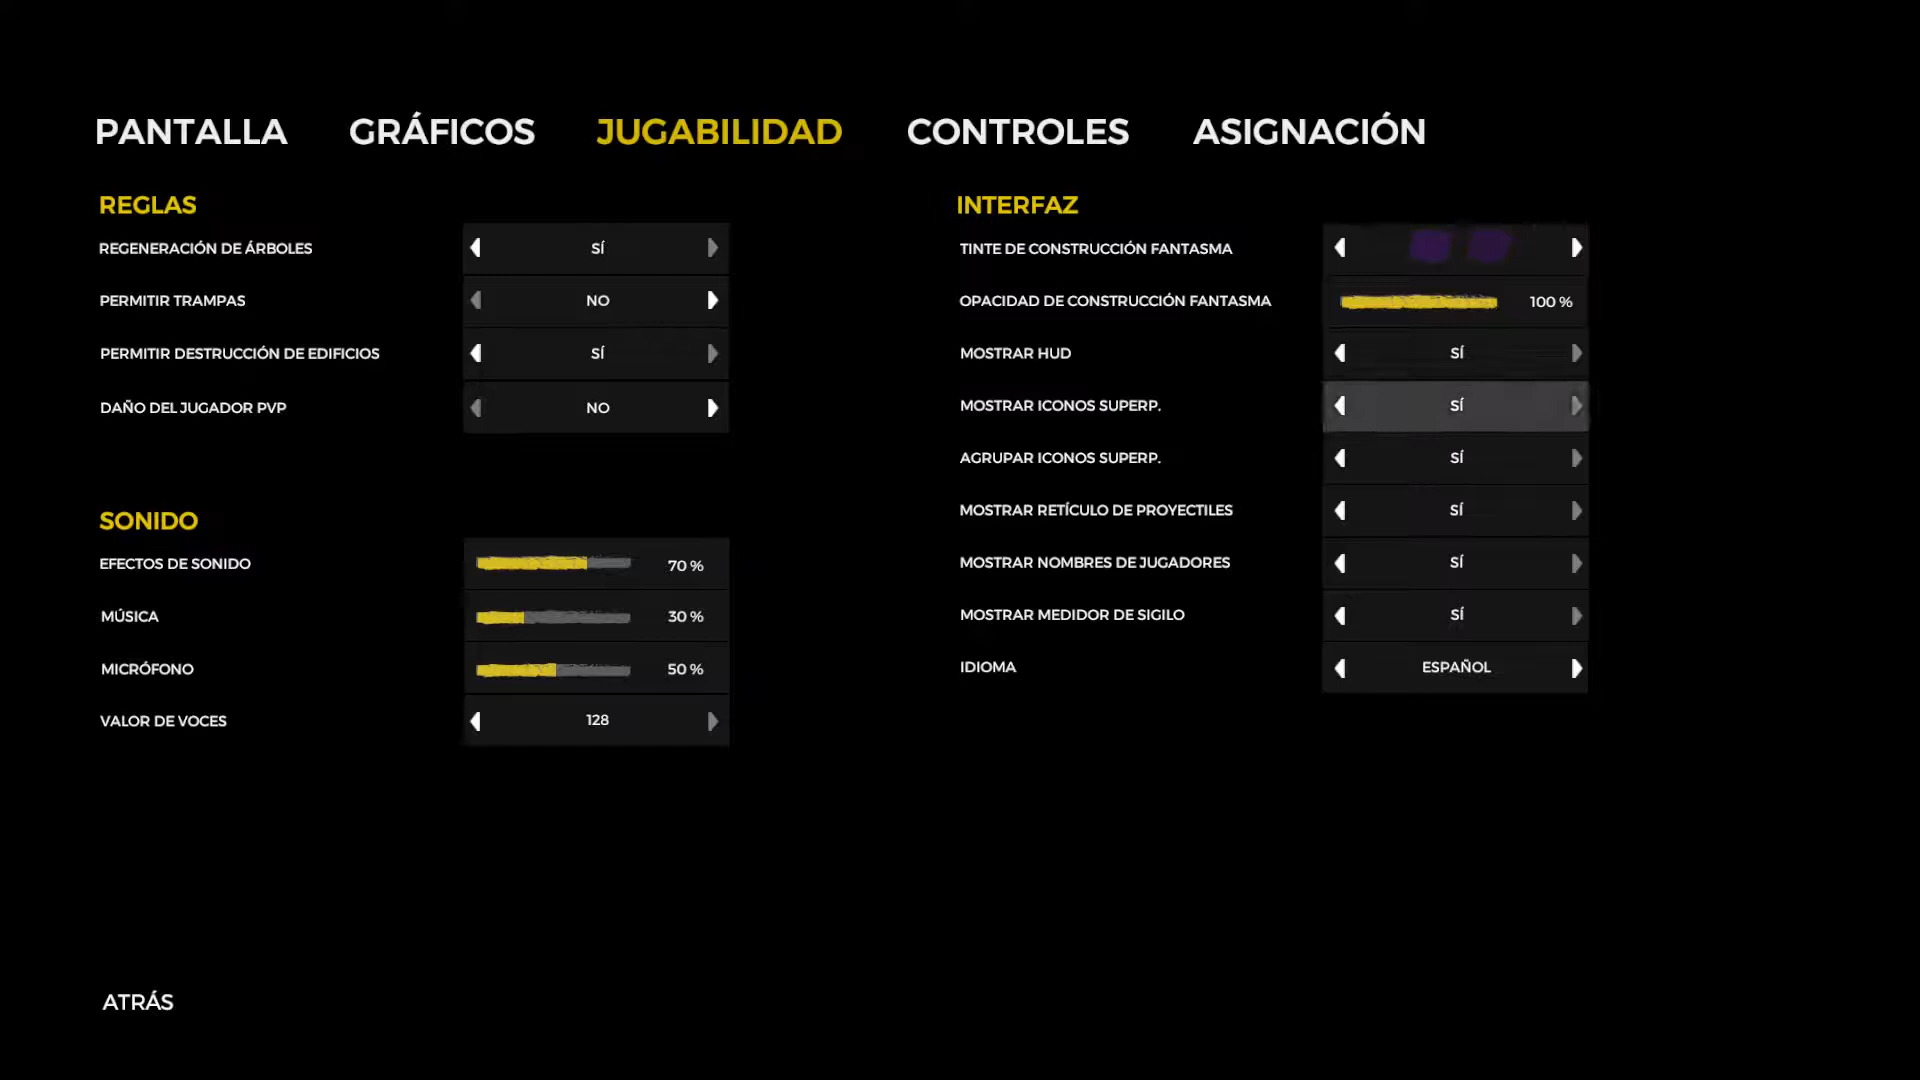 PANTALLA GRÁFICOS JUGABILIDAD CONTROLES ASIGNACIÓN
REGLAS
REGENERACIÓN DE ÁRBOLES SÍ
PERMITIR TRAMPAS NO
PERMITIR DESTRUCCIÓN DE EDIFICIOS SÍ
DAÑO DEL JUGADOR PVP NO
SONIDO
EFECTOS DE SONIDO 70 %
MÚSICA 30 %
MICRÓFONO 50 %
VALOR DE VOCES 128
INTERFAZ
TINTE DE CONSTRUCCIÓN FANTASMA
OPACIDAD DE CONSTRUCCIÓN FANTASMA 100 %
MOSTRAR HUD SÍ
MOSTRAR ICONOS SUPERP. SÍ
AGRUPAR ICONOS SUPERP. SÍ
MOSTRAR RETÍCULO DE PROYECTILES SÍ
MOSTRAR NOMBRES DE JUGADORES SÍ
MOSTRAR MEDIDOR DE SIGILO SÍ
IDIOMA ESPAÑOL
ATRÁS